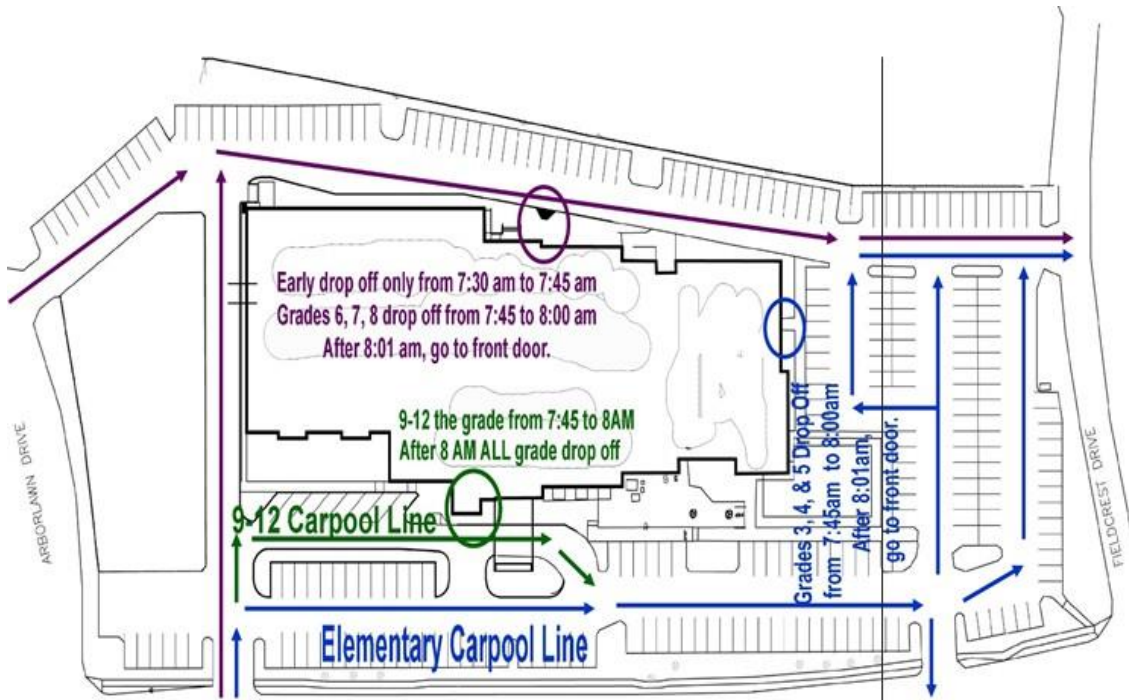 Early drop off only from 7:30 am to 7:45 am
Grades 6, 7, 8 drop off from 7:45 to 8:00 am
After 8:01 am, go to front door.
9-12 the grade from 7:45 to 8AM
After 8 AM ALL grade drop off
9-12 Carpool Line
Elementary Carpool Line
Grades 3, 4, & 5 Drop Off
from 7:45am to 8:00am
After 8:01am,
go to front door.
ARBORLAWN DRIVE
FIELDCREST DRIVE